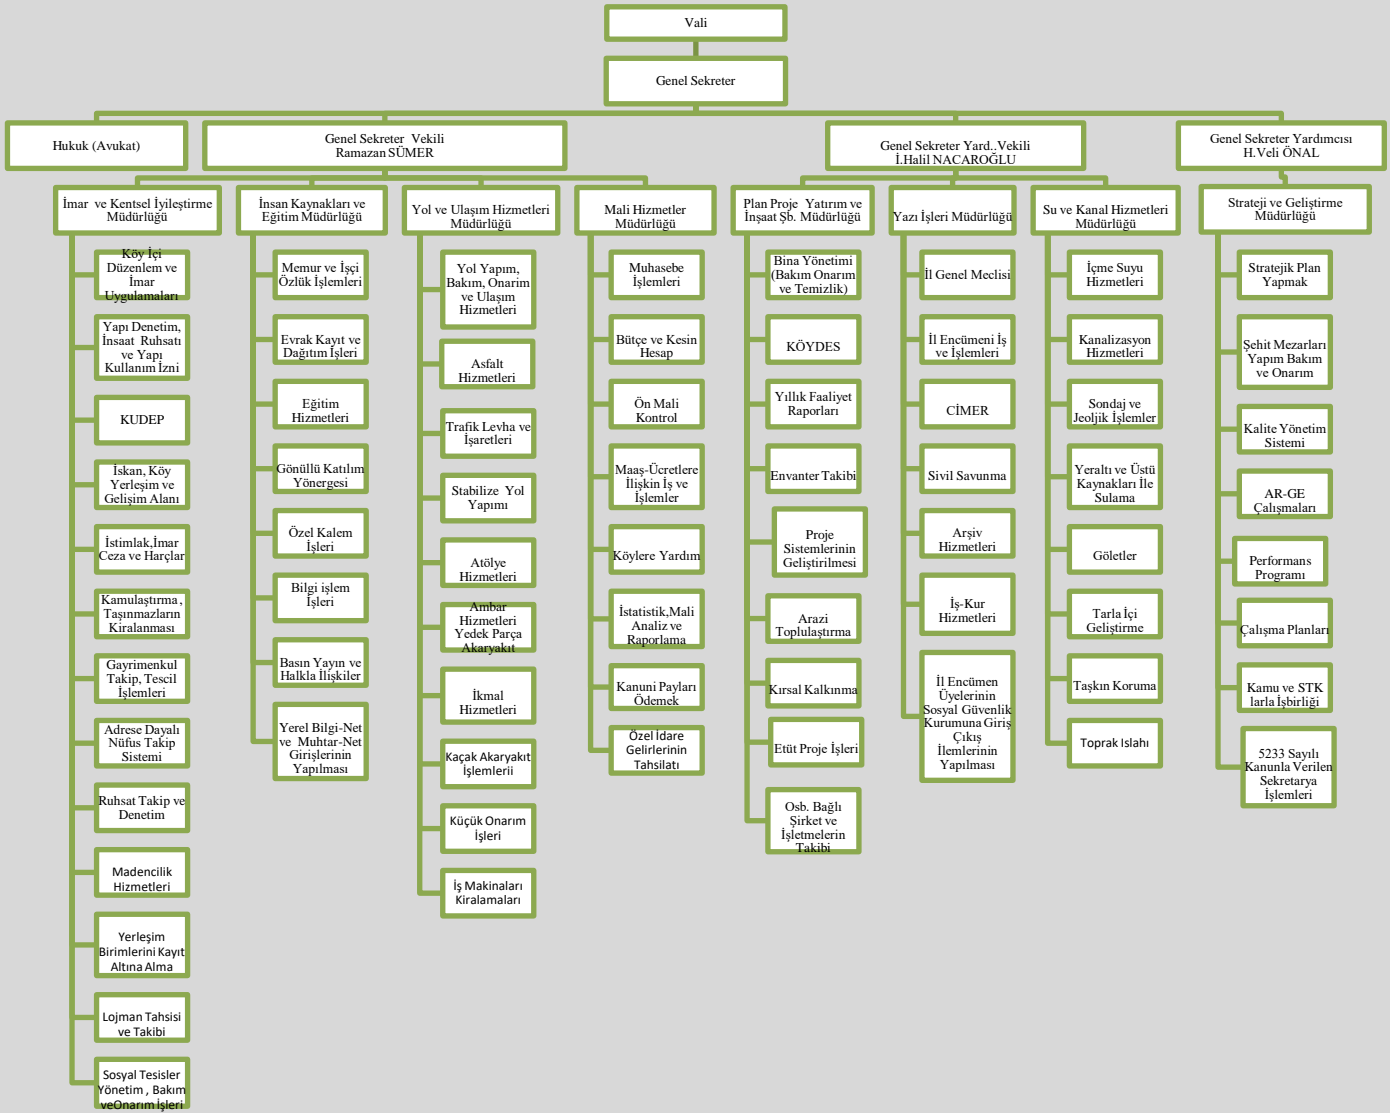 Vali
Genel Sekreter
Hukuk (Avukat)
Genel Sekreter Vekili
Ramazan SÜMER
Genel Sekreter Yard..Vekili
İ.Halil NACAROĞLU
Genel Sekreter Yardımcısı
H.Veli ÖNAL
İmar ve Kentsel İyileştirme
Müdürlüğü
İnsan Kaynakları ve
Eğitim Müdürlüğü
Yol ve Ulaşım Hizmetleri
Müdürlüğü
Mali Hizmetler
Müdürlüğü
Plan Proje Yatırım ve
İnşaat Şb. Müdürlüğü
Yazı İşleri Müdürlüğü
Su ve Kanal Hizmetleri
Müdürlüğü
Strateji ve Geliştirme
Müdürlüğü
Köy İçi
Düzenlem ve
İmar
Uygulamaları
Yapı Denetim,
İnsaat Ruhsatı
ve Yapı
Kullanım İzni
KUDEP
İskan, Köy
Yerleşim ve
Gelişim Alanı
İstimlak,İmar
Ceza ve Harçlar
Kamulaştırma ,
Taşınmazların
Kiralanması
Gayrimenkul
Takip, Tescil
İşlemleri
Adrese Dayalı
Nüfus Takip
Sistemi
Ruhsat Takip ve
Denetim
Madencilik
Hizmetleri
Yerleşim
Birimlerini Kayıt
Altına Alma
Lojman Tahsisi
ve Takibi
Sosyal Tesisler
Yönetim , Bakım
veOnarım İşleri
Memur ve İşçi
Özlük İşlemleri
Evrak Kayıt ve
Dağıtım İşleri
Eğitim
Hizmetleri
Gönüllü Katılım
Yönergesi
Özel Kalem
İşleri
Bilgi işlem
İşleri
Basın Yayın ve
Halkla İlişkiler
Yerel Bilgi-Net
ve Muhtar-Net
Girişlerinin
Yapılması
Yol Yapım,
Bakım, Onarim
ve Ulaşım
Hizmetleri
Asfalt
Hizmetleri
Trafik Levha ve
İşaretleri
Stabilize Yol
Yapımı
Atölye
Hizmetleri
Ambar
Hizmetleri
Yedek Parça
Akaryakıt
İkmal
Hizmetleri
Kaçak Akaryakıt
İşlemlerii
Küçük Onarım
İşleri
İş Makinaları
Kiralamaları
Muhasebe
İşlemleri
Bütçe ve Kesin
Hesap
Ön Mali
Kontrol
Maaş-Ücretlere
İlişkin İş ve
İşlemler
Köylere Yardım
İstatistik,Mali
Analiz ve
Raporlama
Kanuni Payları
Ödemek
Özel İdare
Gelirlerinin
Tahsilatı
Bina Yönetimi
(Bakım Onarım
ve Temizlik)
KÖYDES
Yıllık Faaliyet
Raporları
Envanter Takibi
Proje
Sistemlerinin
Geliştirilmesi
Arazi
Toplulaştırma
Kırsal Kalkınma
Etüt Proje İşleri
Osb. Bağlı
Şirket ve
İşletmelerin
Takibi
İl Genel Meclisi
İl Encümeni İş
ve İşlemleri
CİMER
Sivil Savunma
Arşiv
Hizmetleri
İş-Kur
Hizmetleri
İl Encümen
Üyelerinin
Sosyal Güvenlik
Kurumuna Giriş
Çıkış
İlemlerinin
Yapılması
İçme Suyu
Hizmetleri
Kanalizasyon
Hizmetleri
Sondaj ve
Jeoljik İşlemler
Yeraltı ve Üstü
Kaynakları İle
Sulama
Göletler
Tarla İçi
Geliştirme
Taşkın Koruma
Toprak Islahı
Stratejik Plan
Yapmak
Şehit Mezarları
Yapım Bakım
ve Onarım
Kalite Yönetim
Sistemi
AR-GE
Çalışmaları
Performans
Programı
Çalışma Planları
Kamu ve STK
larla İşbirliği
5233 Sayılı
Kanunla Verilen
Sekretarya
İşlemleri